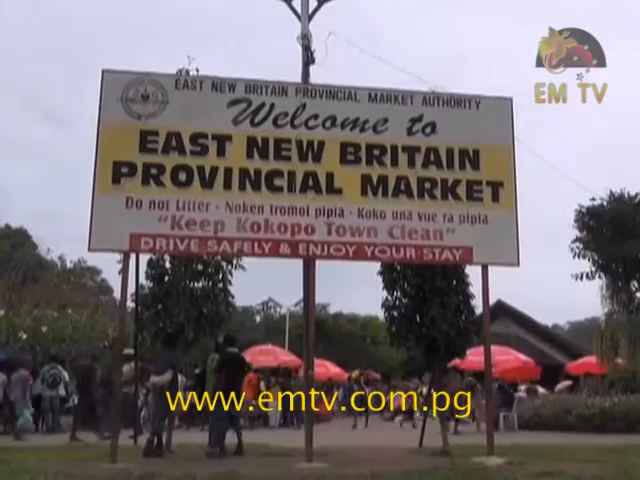 EM TV
EAST NEW BRITAIN PROVINCIAL MARKET AUTHORITY
Welcome to
EAST NEW BRITAIN
PROVINCIAL MARKET
Do not Litter - Noken tromoi pipia - Koko una vue ra pipia
"Keep Kokopo Town Clean"
DRIVE SAFELY & ENJOY YOUR STAY
www.emtv.com.pg